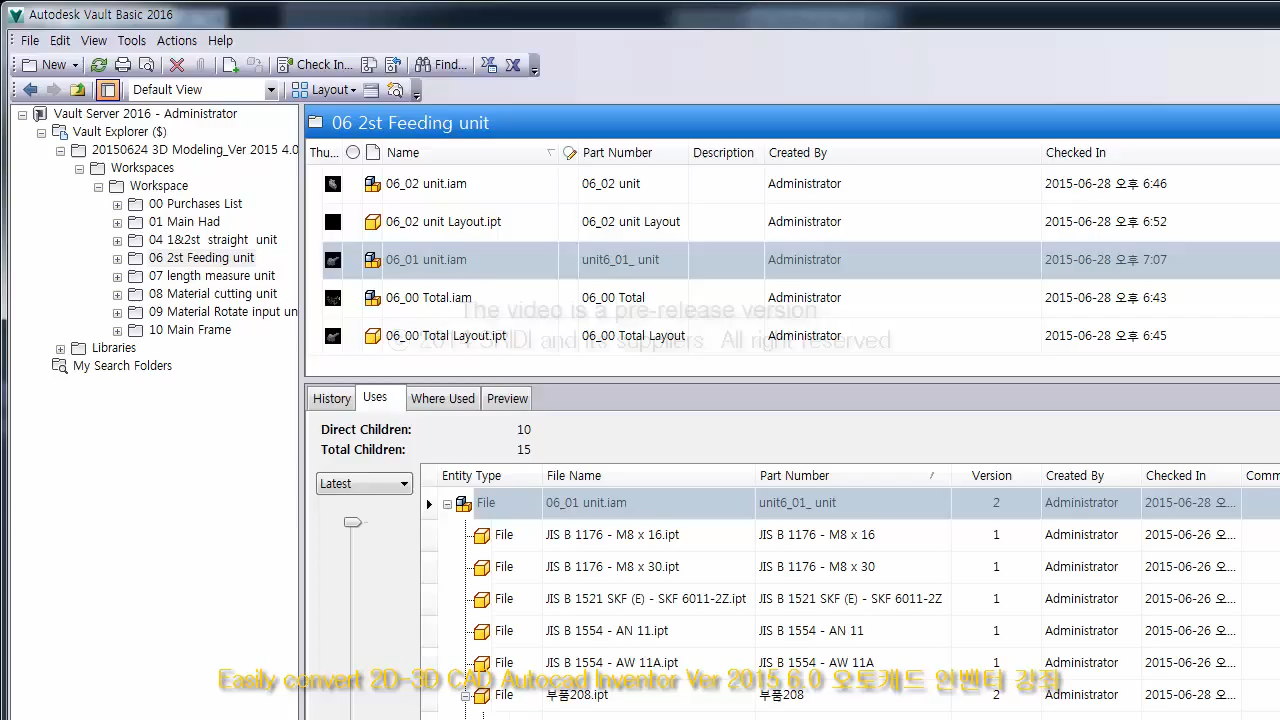 Autodesk Vault Basic 2016
File Edit View Tools Actions Help
New Check In... Find...
Default View Layout
Vault Server 2016 - Administrator
Vault Explorer ($)
20150624 3D Modeling_Ver 2015 4.0
Workspaces
Workspace
00 Purchases List
01 Main Had
04 1&2st straight unit
06 2st Feeding unit
07 length measure unit
08 Material cutting unit
09 Material Rotate input un
10 Main Frame
Libraries
My Search Folders
06 2st Feeding unit
Thu... Name Part Number Description Created By Checked In
06_02 unit.iam 06_02 unit Administrator 2015-06-28 오후 6:46
06_02 unit Layout.ipt 06_02 unit Layout Administrator 2015-06-28 오후 6:52
06_01 unit.iam unit6_01_ unit Administrator 2015-06-28 오후 7:07
06_00 Total.iam 06_00 Total Administrator 2015-06-28 오후 6:43
The video is a pre-release version
06_00 Total Layout.ipt 06_00 Total Layout Administrator 2015-06-28 오후 6:45
and its suppliers. All right reserved
History Uses Where Used Preview
Direct Children: 10
Total Children: 15
Latest
Entity Type File Name Part Number Version Created By Checked In Comm
File 06_01 unit.iam unit6_01_ unit 2 Administrator 2015-06-28 오...
File JIS B 1176 - M8 x 16.ipt JIS B 1176 - M8 x 16 1 Administrator 2015-06-26 오...
File JIS B 1176 - M8 x 30.ipt JIS B 1176 - M8 x 30 1 Administrator 2015-06-26 오...
File JIS B 1521 SKF (E) - SKF 6011-2Z.ipt JIS B 1521 SKF (E) - SKF 6011-2Z 1 Administrator 2015-06-26 오...
File JIS B 1554 - AN 11.ipt JIS B 1554 - AN 11 1 Administrator 2015-06-26 오...
File JIS B 1554 - AW 11A.ipt JIS B 1554 - AW 11A 1 Administrator 2015-06-26 오...
Easily convert 2D-3D CAD Autocad Inventor Ver 2015 6.0 오토캐드 인벤터 강좌
File 부품208.ipt 부품208 2 Administrator 2015-06-28 오...